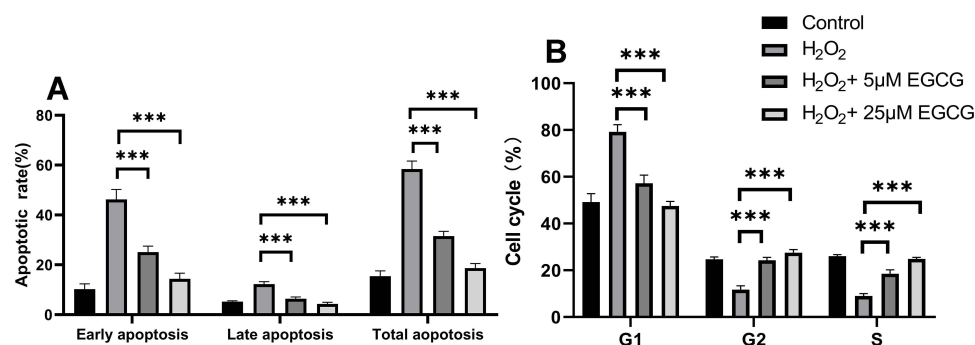 Control
H₂O₂
H₂O₂+ 5μM EGCG
H₂O₂+ 25μM EGCG
A
Apoptotic rate(%)
80
60
40
20
0
***
***
***
***
***
***
Early apoptosis
Late apoptosis
Total aopotosis
B
Cell cycle (%)
100
80
60
40
20
0
***
***
***
***
***
***
G1
G2
S